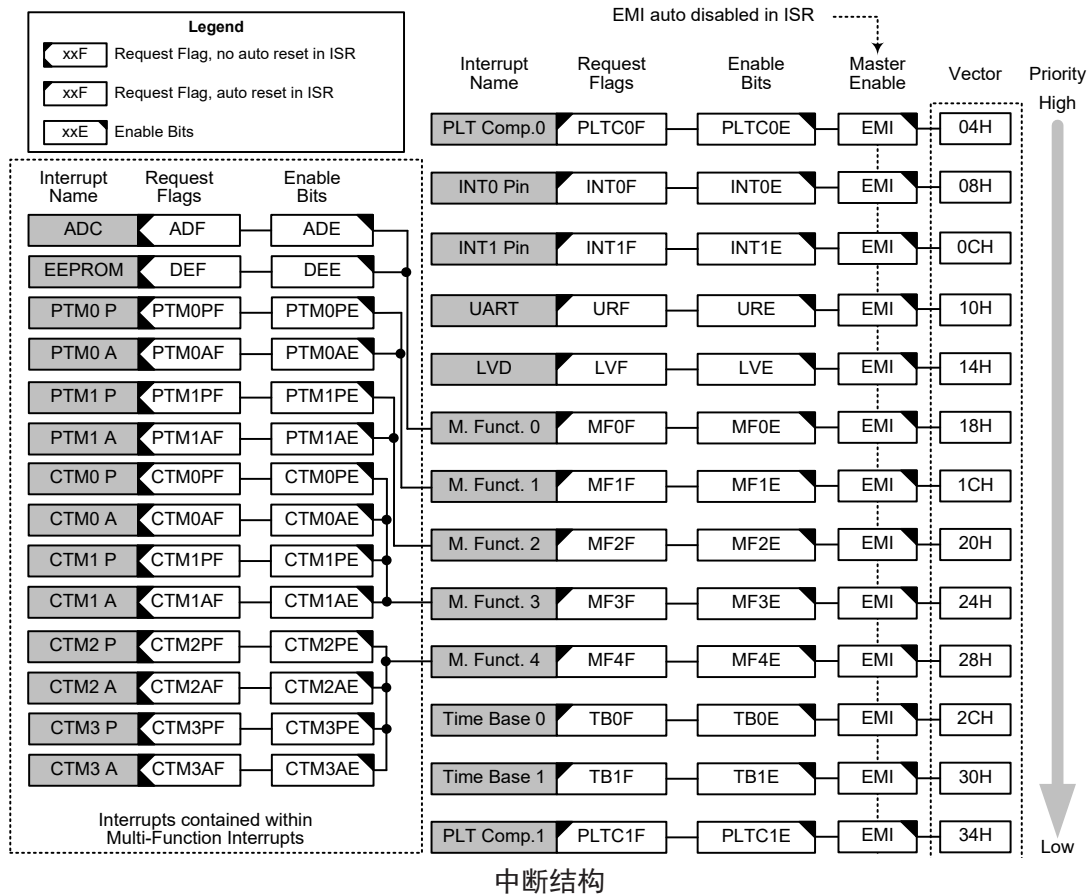 Legend
xxF Request Flag, no auto reset in ISR
xxF Request Flag, auto reset in ISR
xxE Enable Bits
Interrupt Name Request Flags Enable Bits
ADC ADF ADE
EEPROM DEF DEE
PTM0 P PTM0PF PTM0PE
PTM0 A PTM0AF PTM0AE
PTM1 P PTM1PF PTM1PE
PTM1 A PTM1AF PTM1AE
CTM0 P CTM0PF CTM0PE
CTM0 A CTM0AF CTM0AE
CTM1 P CTM1PF CTM1PE
CTM1 A CTM1AF CTM1AE
CTM2 P CTM2PF CTM2PE
CTM2 A CTM2AF CTM2AE
CTM3 P CTM3PF CTM3PE
CTM3 A CTM3AF CTM3AE
Interrupts contained within
Multi-Function Interrupts
EMI auto disabled in ISR
Interrupt Name Request Flags Enable Bits Master Enable Vector Priority
High
PLT Comp.0 PLTC0F PLTC0E EMI 04H
INT0 Pin INT0F INT0E EMI 08H
INT1 Pin INT1F INT1E EMI 0CH
UART URF URE EMI 10H
LVD LVF LVE EMI 14H
M. Funct. 0 MF0F MF0E EMI 18H
M. Funct. 1 MF1F MF1E EMI 1CH
M. Funct. 2 MF2F MF2E EMI 20H
M. Funct. 3 MF3F MF3E EMI 24H
M. Funct. 4 MF4F MF4E EMI 28H
Time Base 0 TB0F TB0E EMI 2CH
Time Base 1 TB1F TB1E EMI 30H
PLT Comp.1 PLTC1F PLTC1E EMI 34H
Low
中断结构